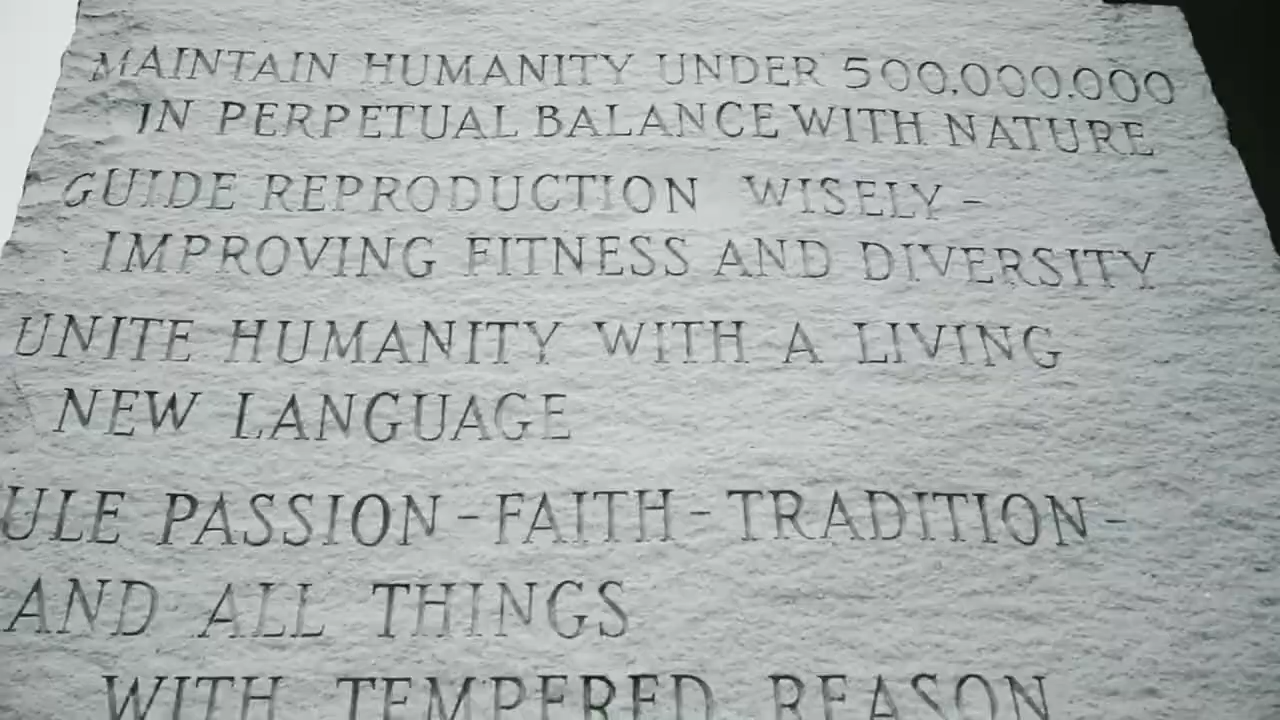 MAINTAIN HUMANITY UNDER 500,000,000
IN PERPETUAL BALANCE WITH NATURE
GUIDE REPRODUCTION WISELY -
IMPROVING FITNESS AND DIVERSITY
UNITE HUMANITY WITH A LIVING
NEW LANGUAGE
ULE PASSION - FAITH - TRADITION -
AND ALL THINGS
WITH TEMPERED REASON